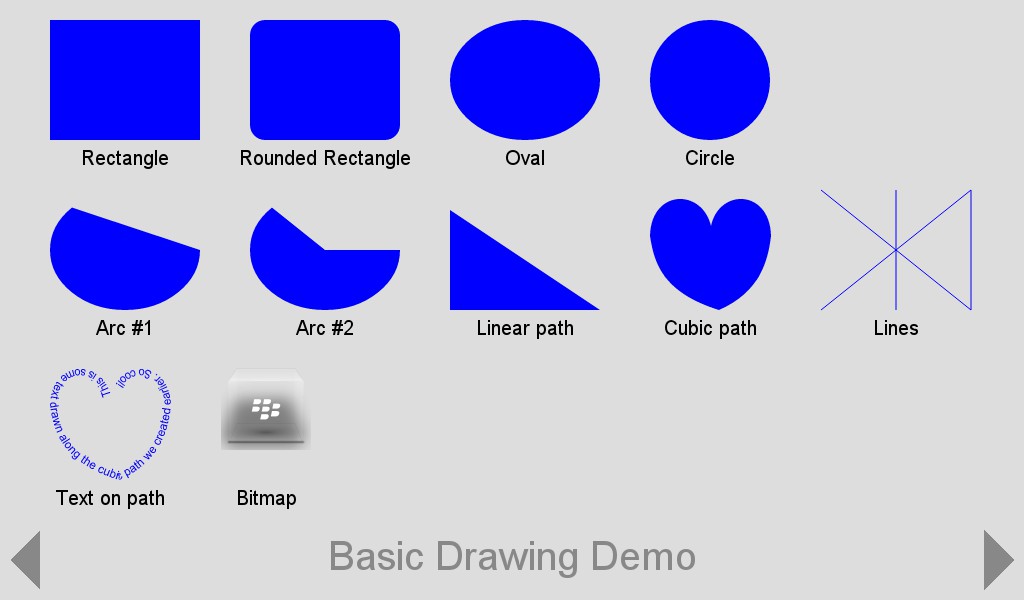 Rectangle
Rounded Rectangle
Oval
Circle
Arc #1
Arc #2
Linear path
Cubic path
Lines
This is some text drawn along the cubic path we created earlier. So cool!
Text on path
Bitmap
Basic Drawing Demo